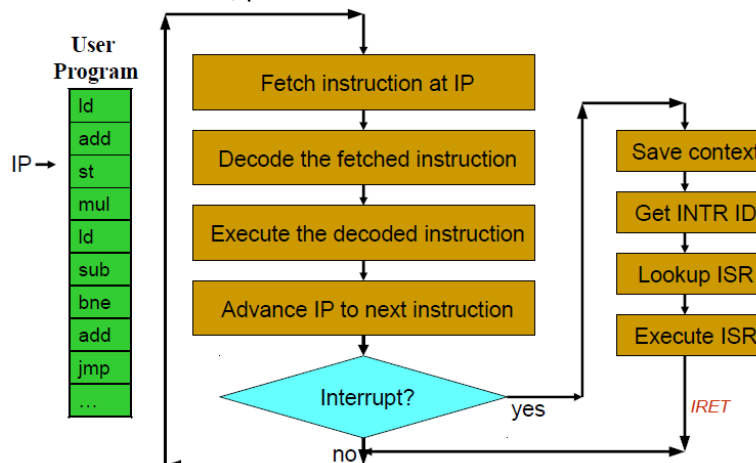 User
Program
ld
add
IP
st
mul
ld
sub
bne
add
jmp
...
Fetch instruction at IP
Decode the fetched instruction
Execute the decoded instruction
Advance IP to next instruction
Interrupt?
yes
no
Save context
Get INTR ID
Lookup ISR
Execute ISR
IRET